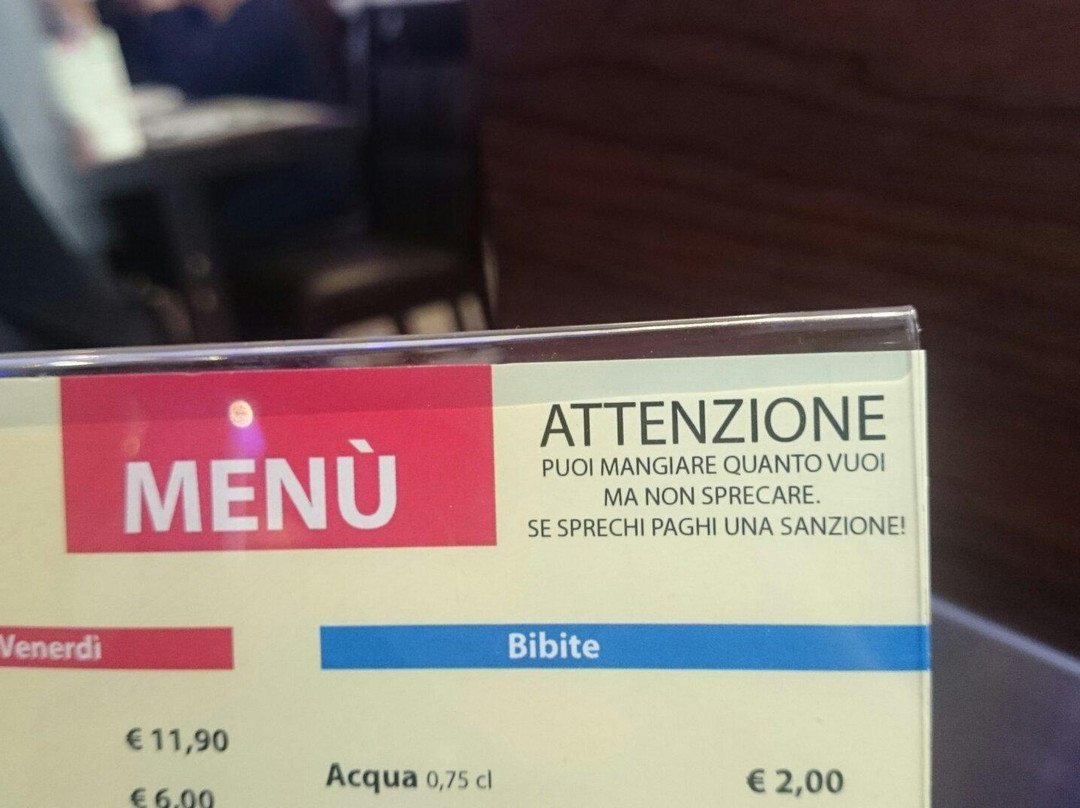 MENÙ
ATTENZIONE
PUOI MANGIARE QUANTO VUOI
MA NON SPRECARE.
SE SPRECHI PAGHI UNA SANZIONE!
Venerdì
€ 11,90
€ 6,00
Bibite
Acqua 0,75 cl € 2,00